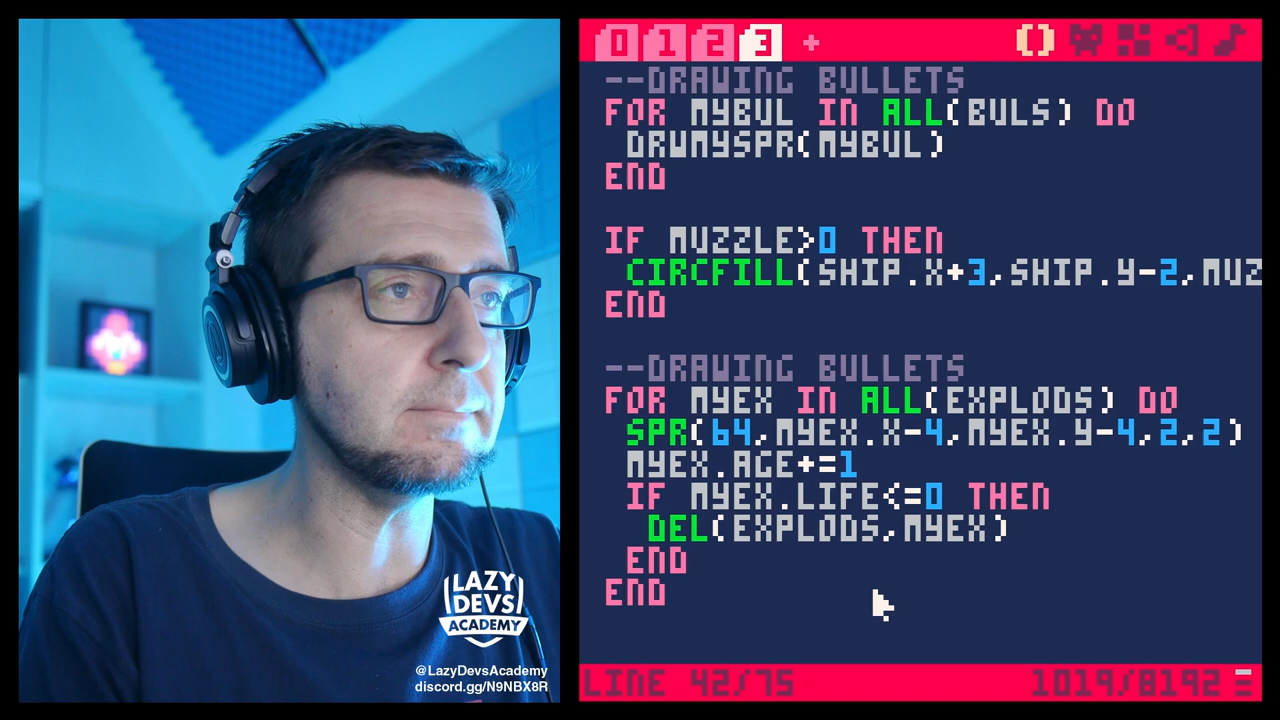 LAZY
DEVS
ACADEMY
@LazyDevsAcademy
discord.gg/N9NBX8R
0 1 2 3 +
--DRAWING BULLETS
FOR MYBUL IN ALL(BULS) DO
DRWMYSPR(MYBUL)
END
IF MUZZLE>0 THEN
CIRCFILL(SHIP.X+3,SHIP.Y-2,MUZ
END
--DRAWING BULLETS
FOR MYEX IN ALL(EXPLODS) DO
SPR(64,MYEX.X-4,MYEX.Y-4,2,2)
MYEX.AGE+=1
IF MYEX.LIFE<=0 THEN
DEL(EXPLODS,MYEX)
END
END
LINE 42/75
1019/8192